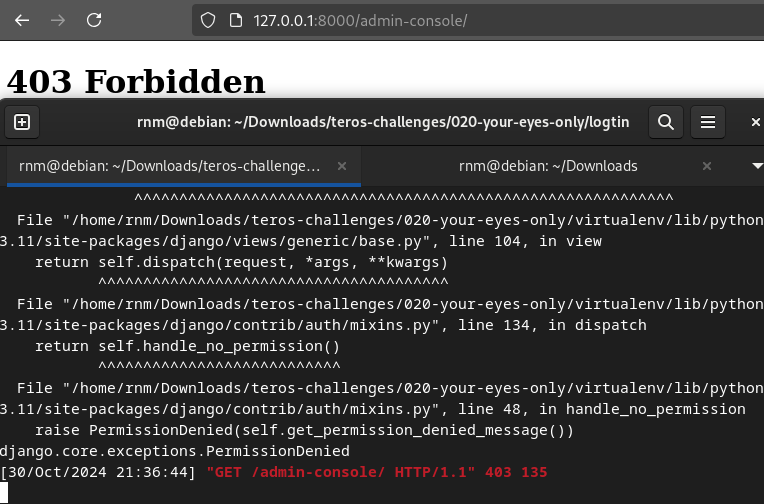 127.0.0.1:8000/admin-console/
403 Forbidden
rnm@debian: ~/Downloads/teros-challenges/020-your-eyes-only/logtin
rnm@debian: ~/Downloads/teros-challenge…
rnm@debian: ~/Downloads
^^^^^^^^^^^^^^^^^^^^^^^^^^^^^^^^^^^^^^^^^^^^^^^^^^^^^^^^^^^^
File "/home/rnm/Downloads/teros-challenges/020-your-eyes-only/virtualenv/lib/python
3.11/site-packages/django/views/generic/base.py", line 104, in view
return self.dispatch(request, *args, **kwargs)
^^^^^^^^^^^^^^^^^^^^^^^^^^^^^^^^^^^^^^^
File "/home/rnm/Downloads/teros-challenges/020-your-eyes-only/virtualenv/lib/python
3.11/site-packages/django/contrib/auth/mixins.py", line 134, in dispatch
return self.handle_no_permission()
^^^^^^^^^^^^^^^^^^^^^^^^^^^
File "/home/rnm/Downloads/teros-challenges/020-your-eyes-only/virtualenv/lib/python
3.11/site-packages/django/contrib/auth/mixins.py", line 48, in handle_no_permission
raise PermissionDenied(self.get_permission_denied_message())
django.core.exceptions.PermissionDenied
[30/Oct/2024 21:36:44] "GET /admin-console/ HTTP/1.1" 403 135